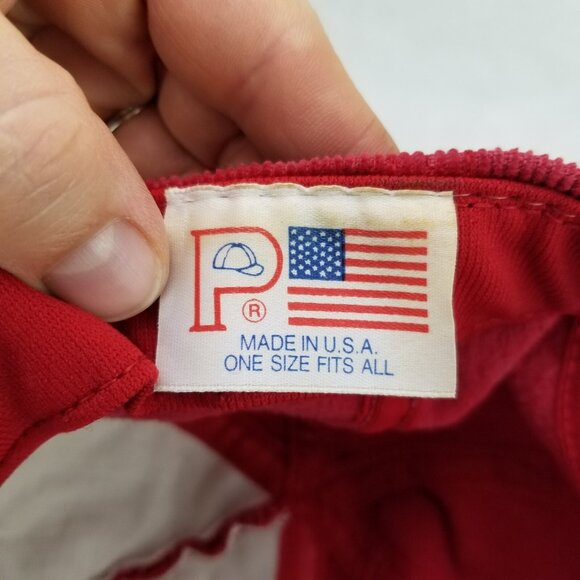 P ®
MADE IN U.S.A.
ONE SIZE FITS ALL